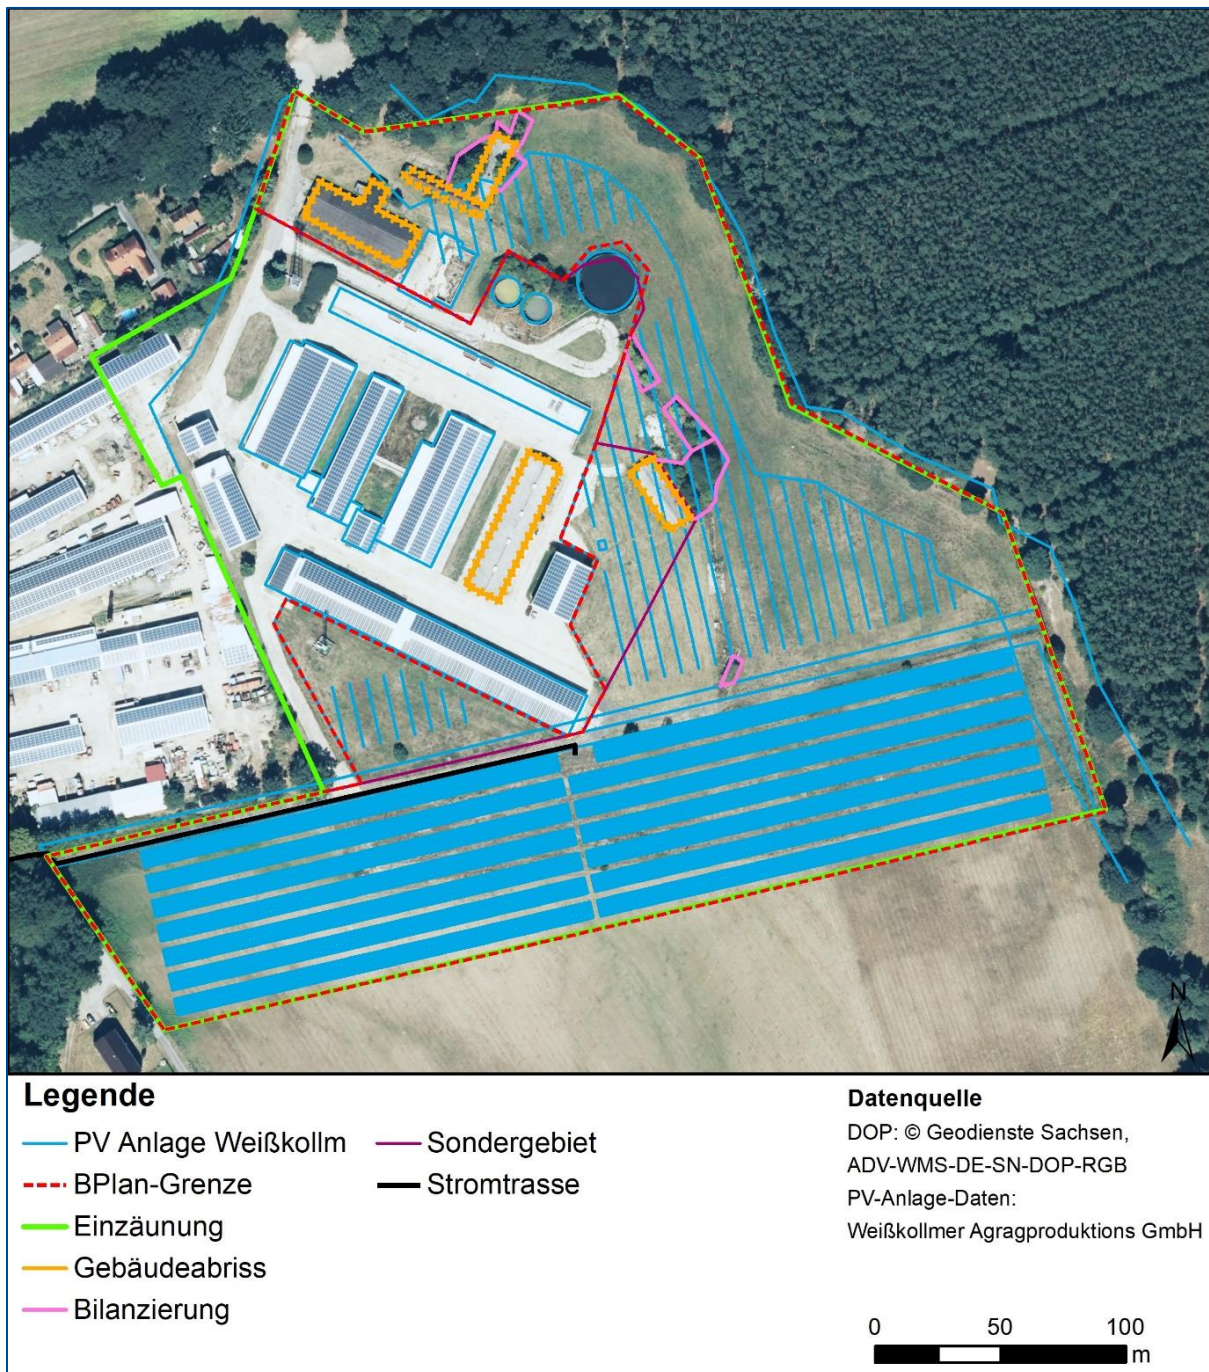 N
Legende
PV Anlage Weißkollm
BPlan-Grenze
Einzäunung
Gebäudeabriss
Bilanzierung
Sondergebiet
Stromtrasse
Datenquelle
DOP: © Geodienste Sachsen,
ADV-WMS-DE-SN-DOP-RGB
PV-Anlage-Daten:
Weißkollmer Agragproduktions GmbH
0 50 100
m